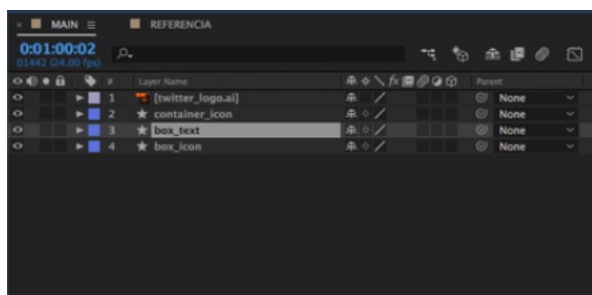 MAIN REFERENCIA
0:01:00:02
01442 (24.00 fps)
# Layer Name fx Parent
1 [twitter_logo.ai] None
2 container_icon None
3 box_text None
4 box_icon None